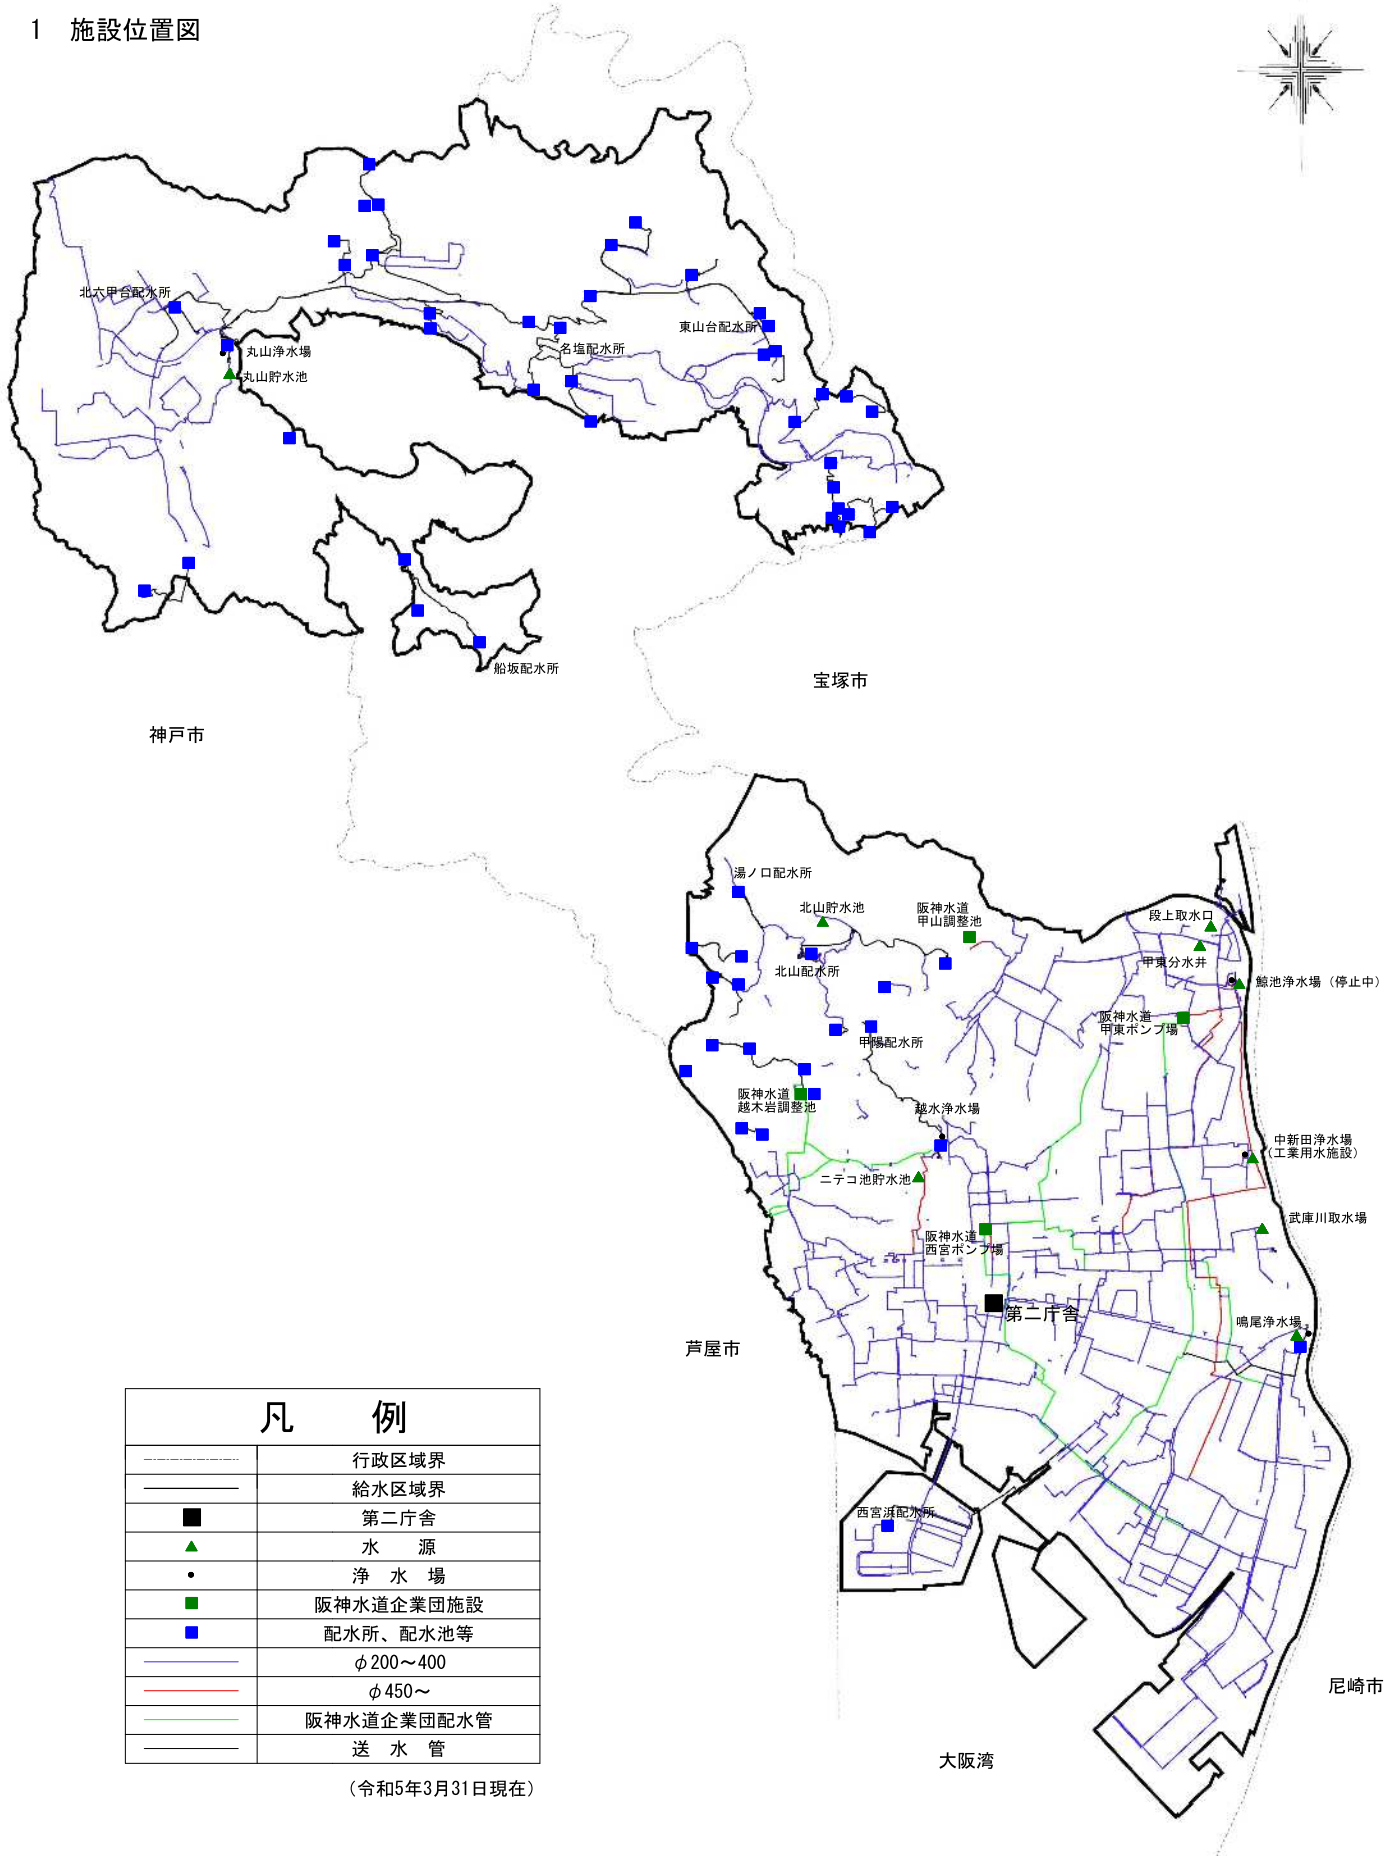 1 施設位置図
北六甲台配水所
丸山浄水場
丸山貯水池
名塩配水所
東山台配水所
船坂配水所
宝塚市
神戸市
湯ノ口配水所
北山貯水池
阪神水道
甲山調整池
段上取水口
北山配水所
甲東分水井
鯨池浄水場（停止中）
阪神水道
甲東ポンプ場
甲陽配水所
阪神水道
越木岩調整池
越水浄水場
中新田浄水場
（工業用水施設）
ニテコ池貯水池
武庫川取水場
阪神水道
西宮ポンプ場
第二庁舎
鳴尾浄水場
芦屋市
西宮浜配水所
尼崎市
大阪湾
凡 例
行政区域界
給水区域界
第二庁舎
水 源
浄 水 場
阪神水道企業団施設
配水所、配水池等
φ200～400
φ450～
阪神水道企業団配水管
送 水 管
（令和5年3月31日現在）